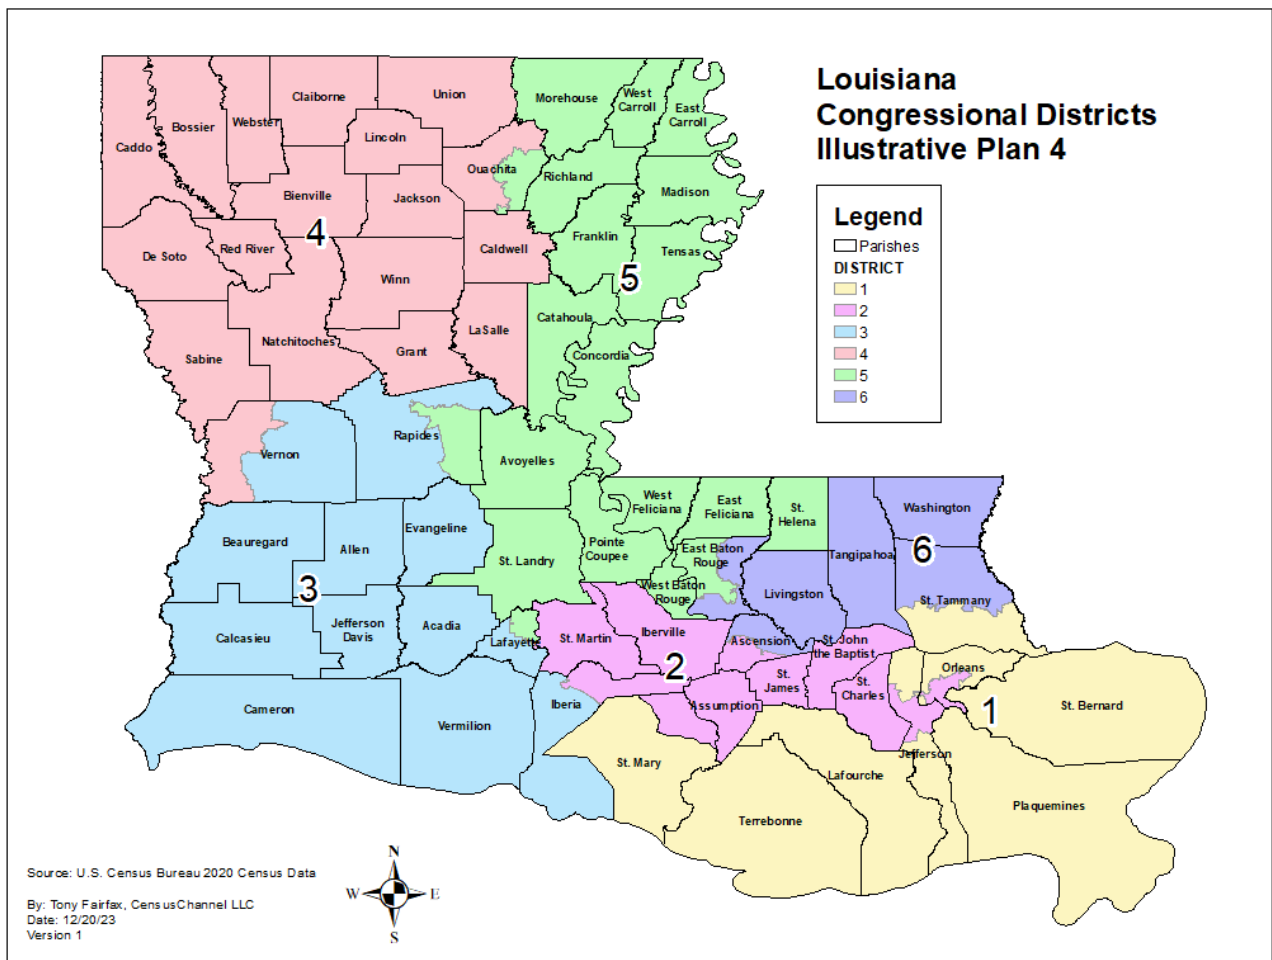 Louisiana
Congressional Districts
Illustrative Plan 4
Legend
Parishes
DISTRICT
1
2
3
4
5
6
Union
Claiborne
Morehouse
West
Carroll
East
Carroll
Webster
Bossier
Lincoln
Caddo
Ouachita
Richland
Madison
Bienville
Jackson
4
Franklin
Red River
Caldwell
Tensas
De Soto
Winn
5
Catahoula
LaSalle
Natchitoches
Grant
Concordia
Sabine
Rapides
Vernon
Avoyelles
West
Feliciana
East
Feliciana
St.
Helena
Washington
Evangeline
Beauregard
Allen
Pointe
Coupee
East Baton
Rouge
Tangipahoa
6
St. Landry
3
West Baton
Rouge
Livingston
St. Tammany
Jefferson
Davis
Acadia
Calcasieu
Lafayette
St. Martin
Iberville
Ascension
St. John
the Baptist
2
Orleans
St.
James
St.
Charles
Cameron
Iberia
Assumption
1
St. Bernard
Vermilion
Jefferson
St. Mary
Lafourche
Plaquemines
Terrebonne
N
W
E
S
Source: U.S. Census Bureau 2020 Census Data
By: Tony Fairfax, CensusChannel LLC
Date: 12/20/23
Version 1